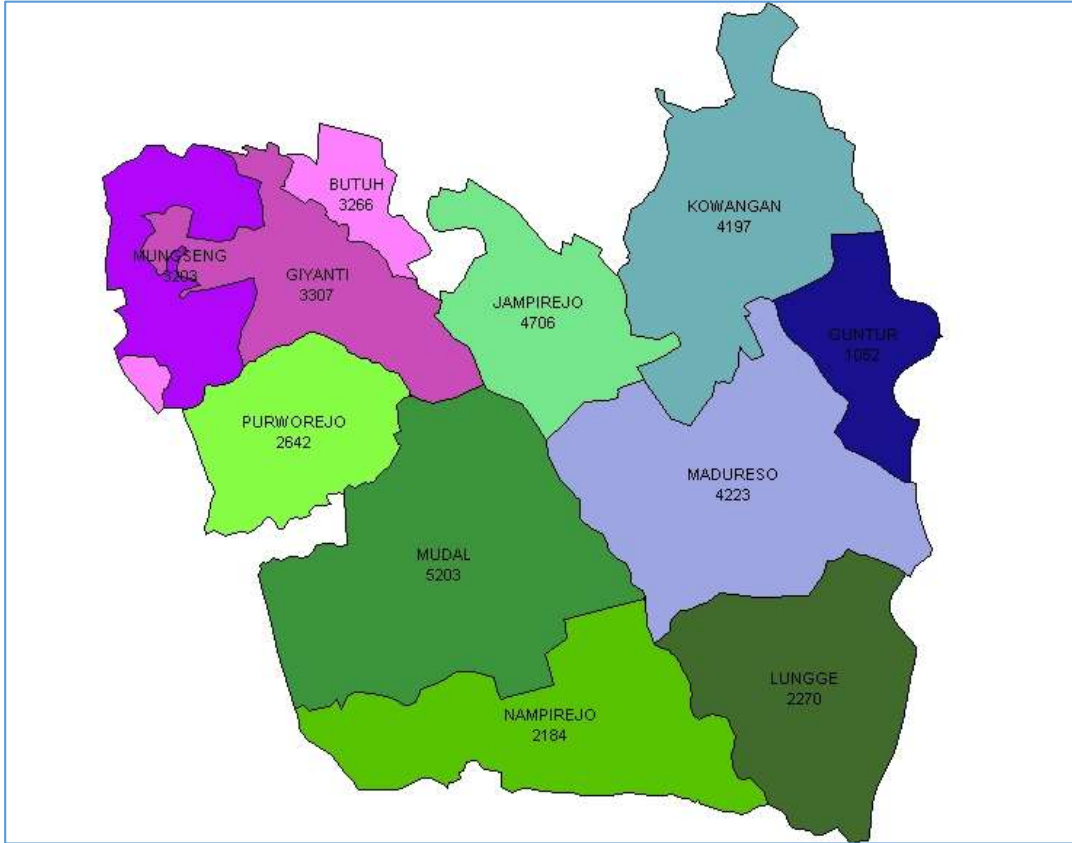 BUTUH
3266
KOWANGAN
4197
MUNGSENG
3203
GIYANTI
3307
JAMPIREJO
4706
GUNTUR
PURWOREJO
2642
MADURESO
4223
MUDAL
5203
LUNGGE
2270
NAMPIREJO
2184